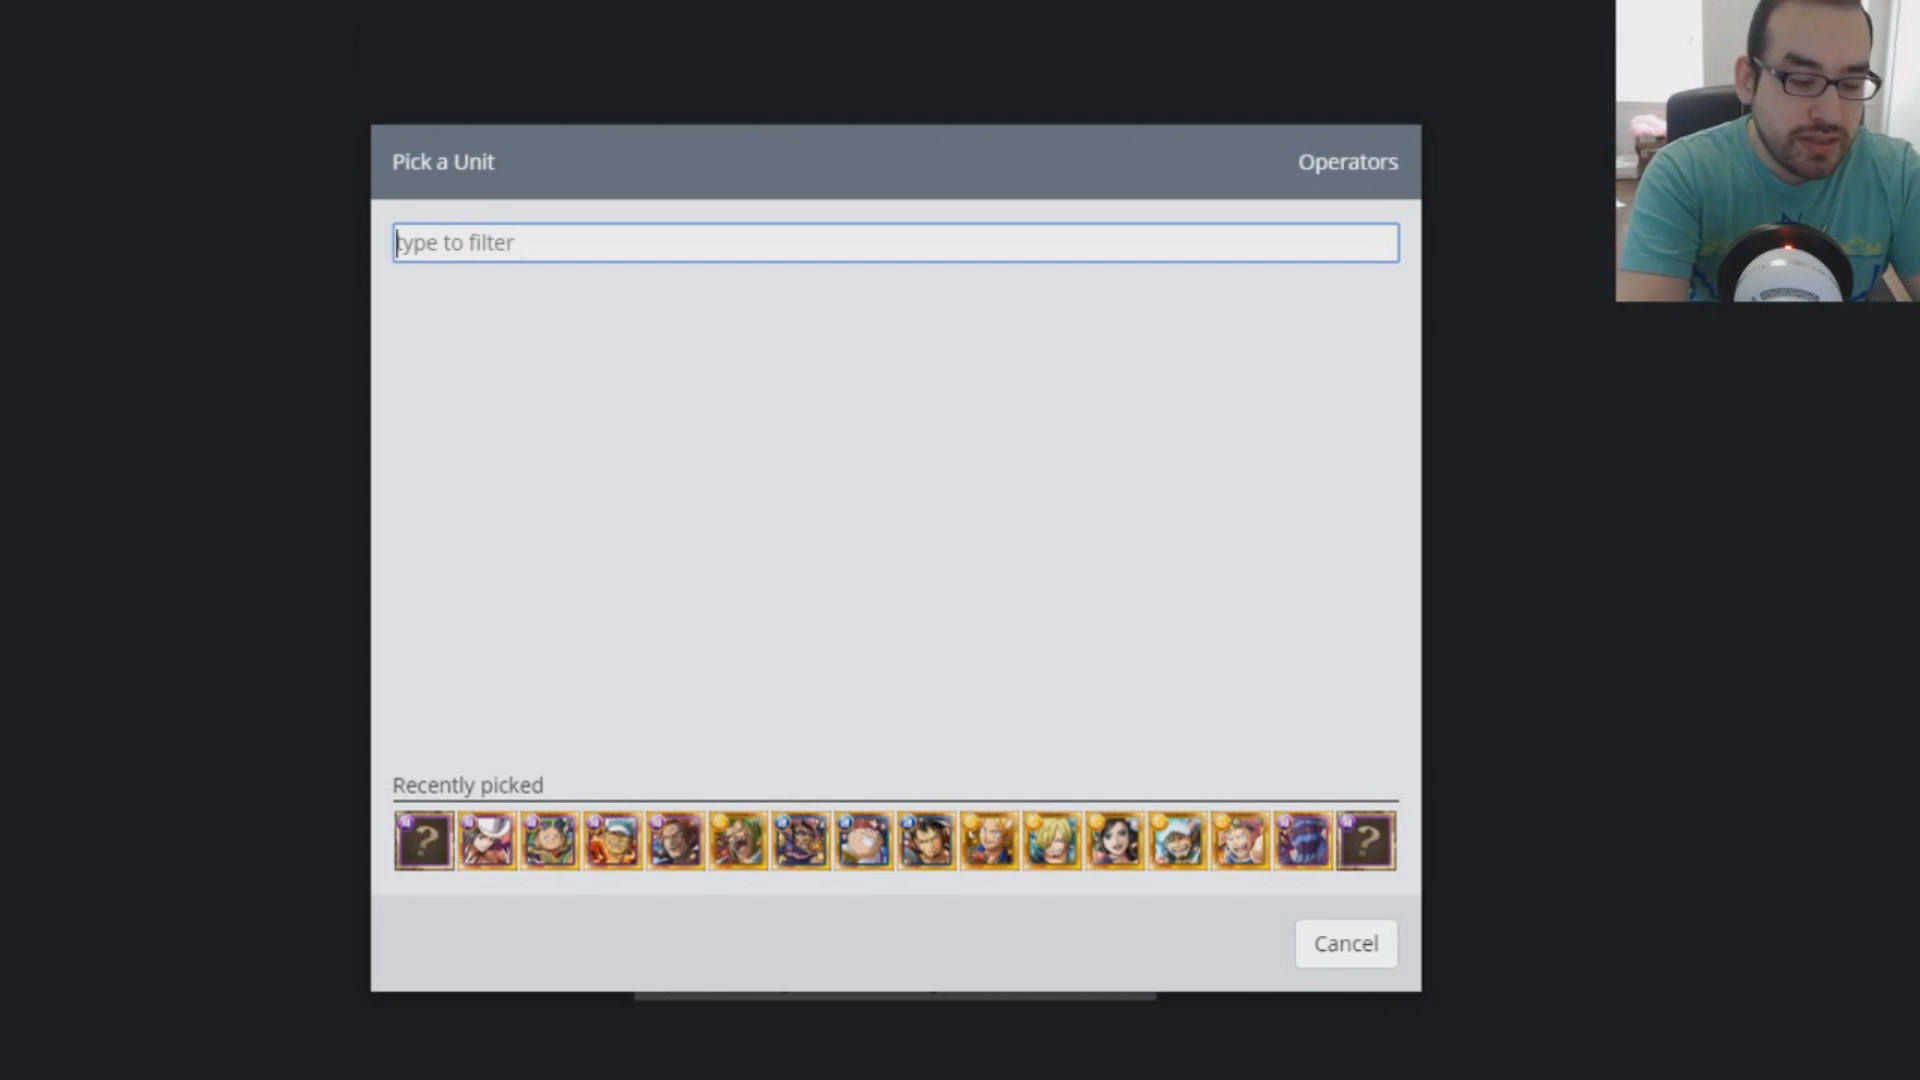 Pick a Unit
Operators
type to filter
Recently picked
Cancel